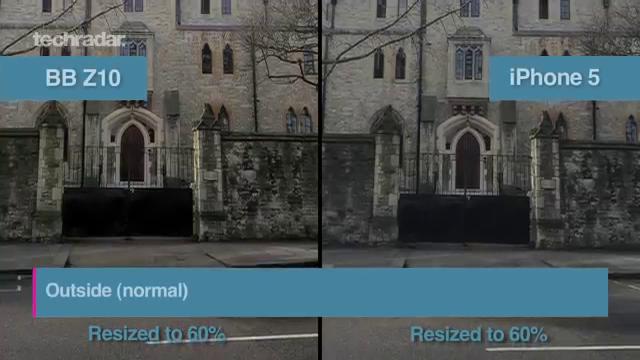 techradar.
BB Z10
iPhone 5
Outside (normal)
Resized to 60%
Resized to 60%